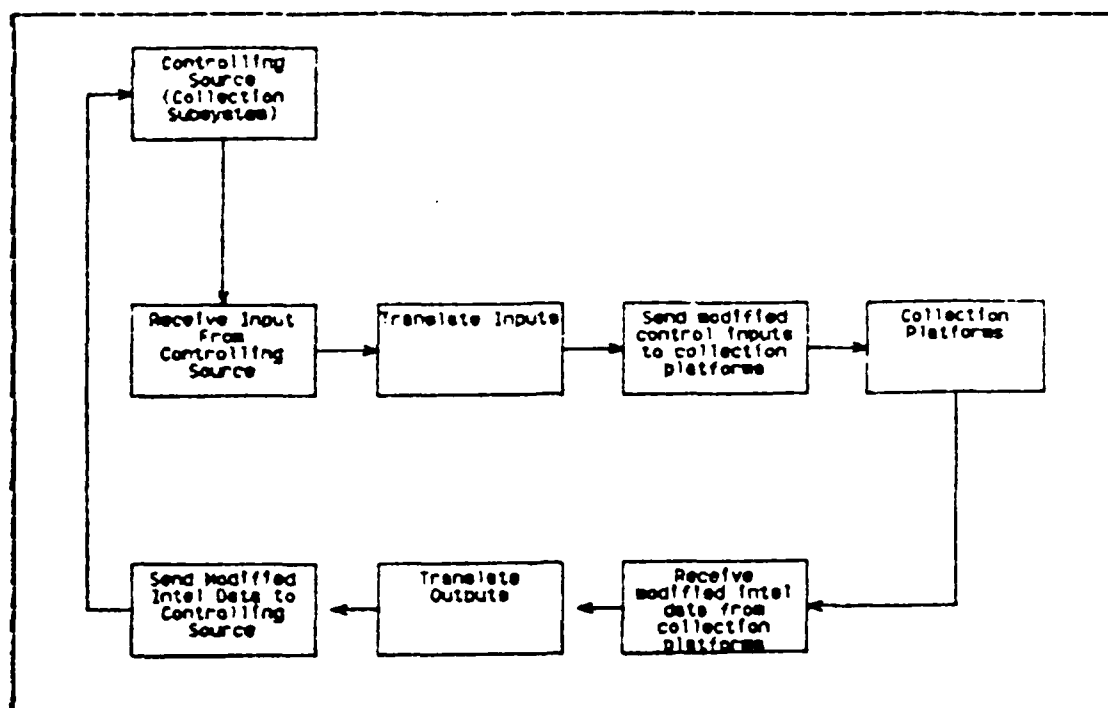 Controlling
Source
(Collection
Subsystem)
Receive Input
From
Controlling
Source
Translate Inputs
Send modified
control inputs
to collection
platforms
Collection
Platforms
Send Modified
Intel Data to
Controlling
Source
Translate
Outputs
Receive
modified intel
data from
collection
platforms